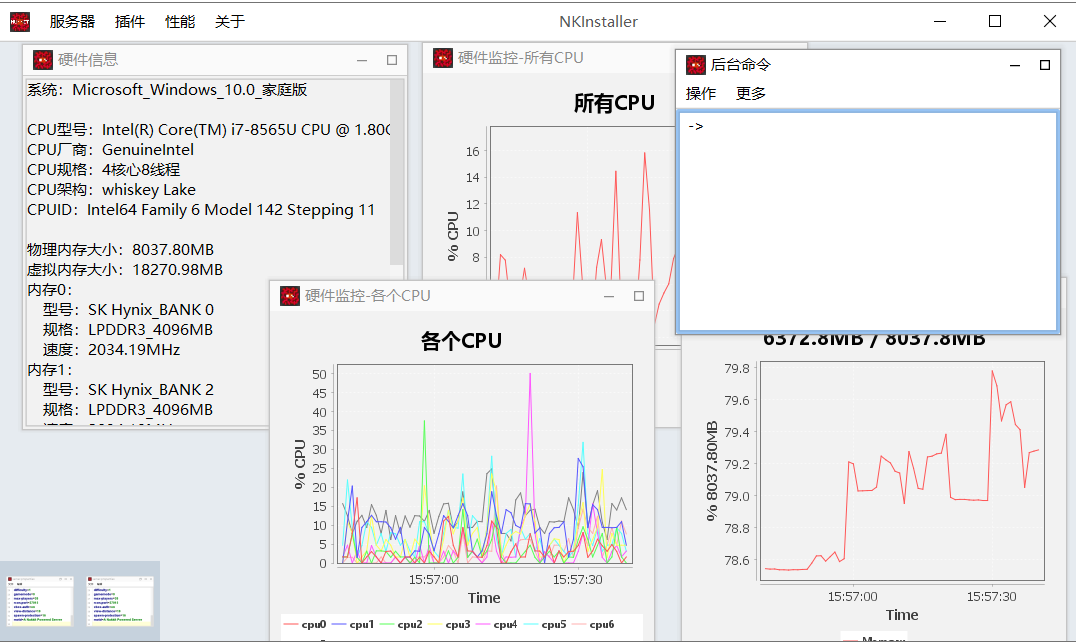 NKInstaller
服务器 插件 性能 关于
硬件信息
系统：Microsoft_Windows_10.0_家庭版
CPU型号：Intel(R) Core(TM) i7-8565U CPU @ 1.80G
CPU厂商：GenuineIntel
CPU规格：4核心8线程
CPU架构：whiskey Lake
CPUID：Intel64 Family 6 Model 142 Stepping 11
物理内存大小：8037.80MB
虚拟内存大小：18270.98MB
内存0：
型号：SK Hynix_BANK 0
规格：LPDDR3_4096MB
速度：2034.19MHz
内存1：
型号：SK Hynix_BANK 2
规格：LPDDR3_4096MB
硬件监控-所有CPU
所有CPU
% CPU
16
14
12
10
8
后台命令
操作 更多
->
硬件监控-各个CPU
各个CPU
% CPU
50
45
40
35
30
25
20
15
10
5
0
15:57:00 15:57:30
Time
cpu0 cpu1 cpu2 cpu3 cpu4 cpu5 cpu6
6372.8MB / 8037.8MB
% 8037.80MB
79.8
79.6
79.4
79.2
79.0
78.8
78.6
15:57:00 15:57:30
Time